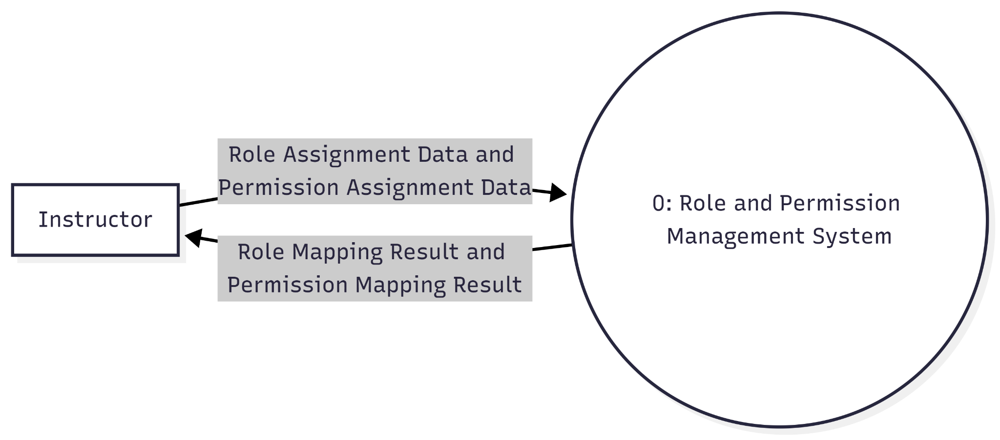 Role Assignment Data and
Permission Assignment Data
Instructor
Role Mapping Result and
Permission Mapping Result
0: Role and Permission
Management System